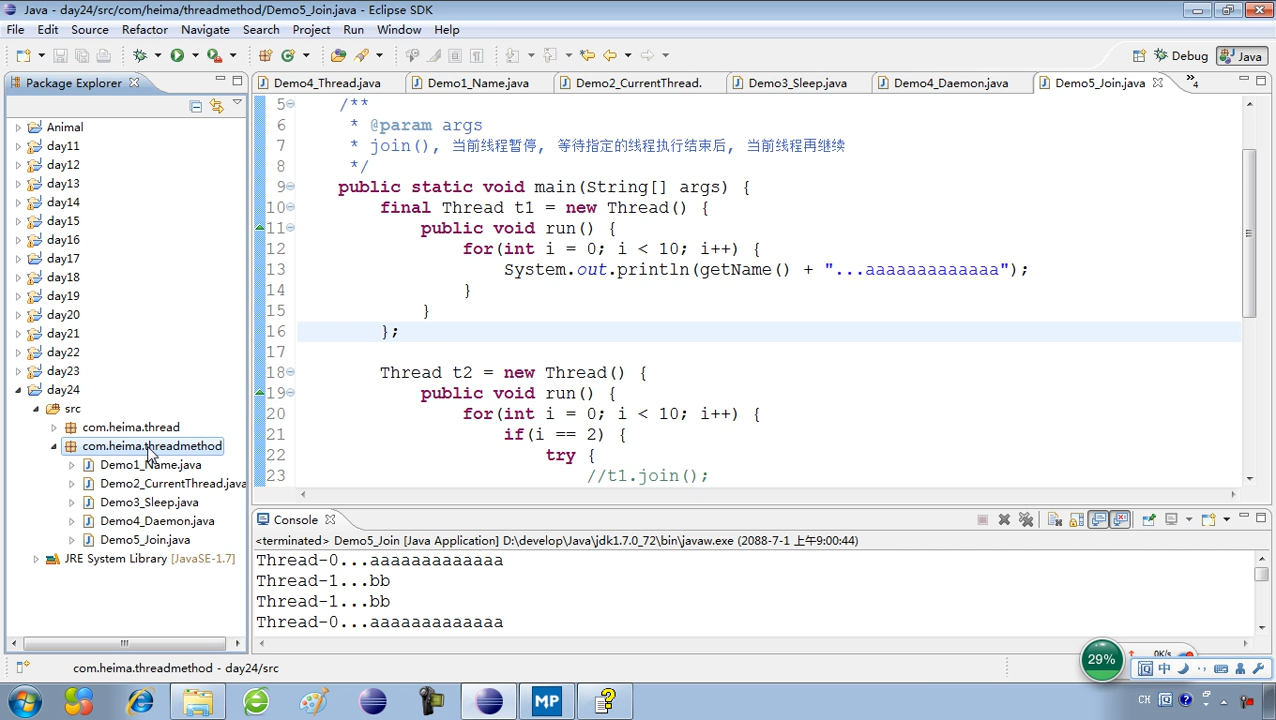 Java - day24/src/com/heima/threadmethod/Demo5_Join.java - Eclipse SDK
File Edit Source Refactor Navigate Search Project Run Window Help
Debug Java
Package Explorer
Demo4_Thread.java Demo1_Name.java Demo2_CurrentThread. Demo3_Sleep.java Demo4_Daemon.java Demo5_Join.java 4
Animal
day11
day12
day13
day14
day15
day16
day17
day18
day19
day20
day21
day22
day23
day24
src
com.heima.thread
com.heima.threadmethod
Demo1_Name.java
Demo2_CurrentThread.java
Demo3_Sleep.java
Demo4_Daemon.java
Demo5_Join.java
JRE System Library [JavaSE-1.7]
5 /**
6 * @param args
7 * join(), 当前线程暂停, 等待指定的线程执行结束后, 当前线程再继续
8 */
9 public static void main(String[] args) {
10 final Thread t1 = new Thread() {
11 public void run() {
12 for(int i = 0; i < 10; i++) {
13 System.out.println(getName() + "...aaaaaaaaaaaaa");
14 }
15 }
16 };
17
18 Thread t2 = new Thread() {
19 public void run() {
20 for(int i = 0; i < 10; i++) {
21 if(i == 2) {
22 try {
23 //t1.join();
Console
<terminated> Demo5_Join [Java Application] D:\develop\Java\jdk1.7.0_72\bin\javaw.exe (2088-7-1 上午9:00:44)
Thread-0...aaaaaaaaaaaaa
Thread-1...bb
Thread-1...bb
Thread-0...aaaaaaaaaaaaa
com.heima.threadmethod - day24/src
29%
0K/s
中
MP
CH